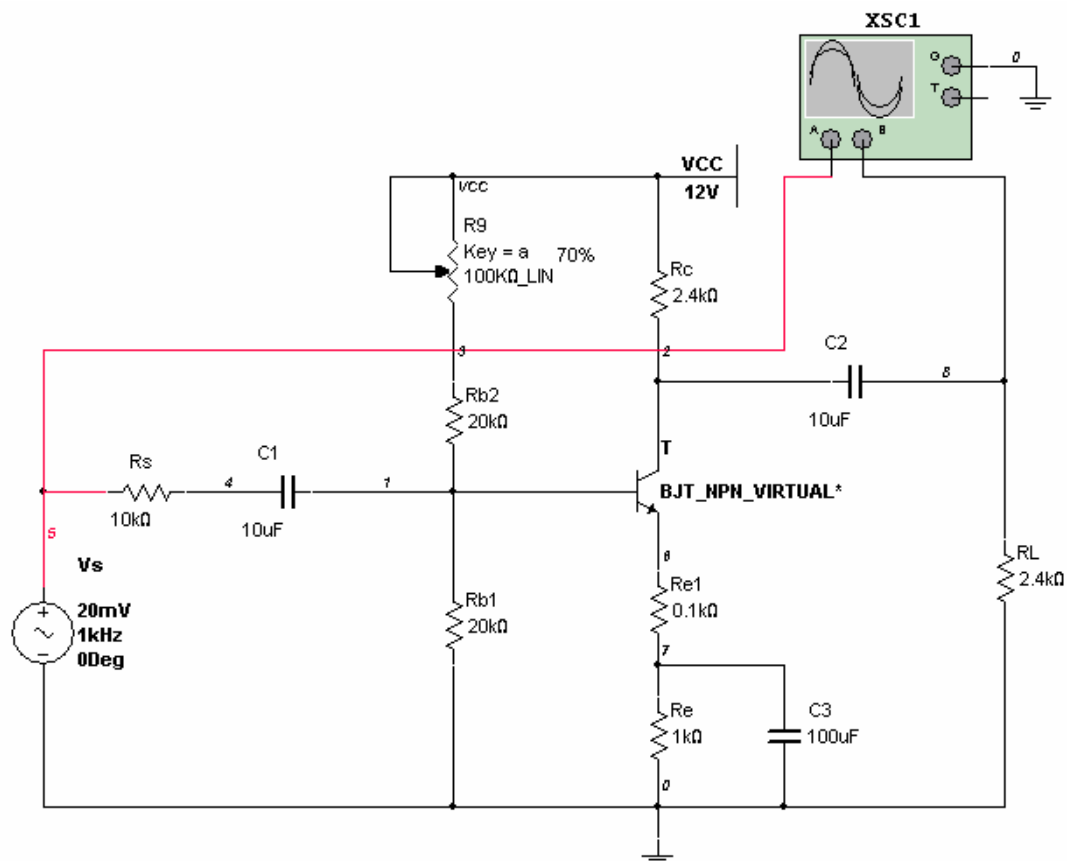 XSC1
G
0
T
A
B
VCC
12V
VCC
R9
Key = a
70%
100KΩ_LIN
Rc
2.4kΩ
3
2
C2
8
10uF
Rb2
20kΩ
T
BJT_NPN_VIRTUAL*
Rs
4
C1
1
10kΩ
10uF
5
Vs
20mV
1kHz
0Deg
6
Re1
0.1kΩ
RL
2.4kΩ
Rb1
20kΩ
7
Re
1kΩ
C3
100uF
0